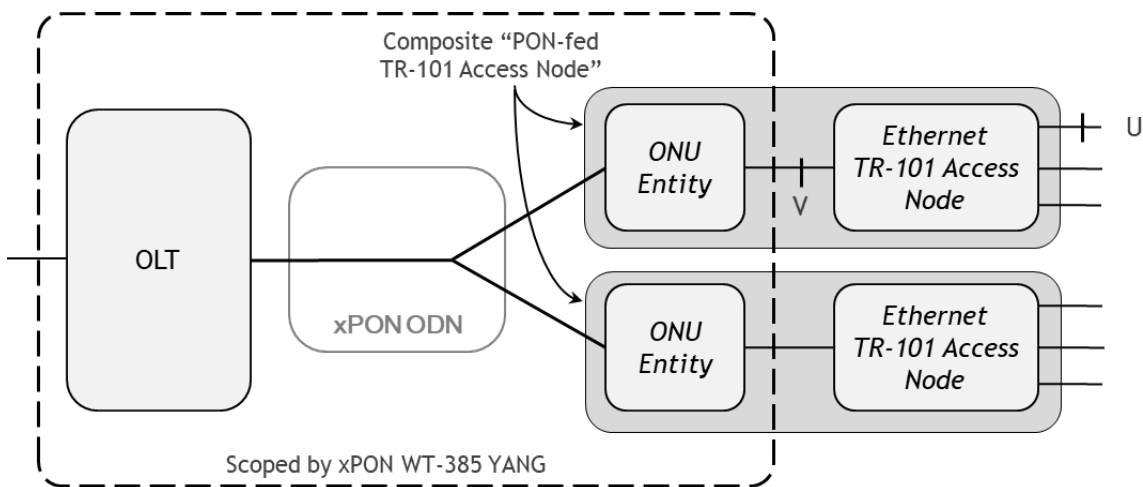 Composite “PON-fed
TR-101 Access Node”
OLT
xPON ODN
ONU
Entity
V
Ethernet
TR-101 Access
Node
U
ONU
Entity
Ethernet
TR-101 Access
Node
Scoped by xPON WT-385 YANG